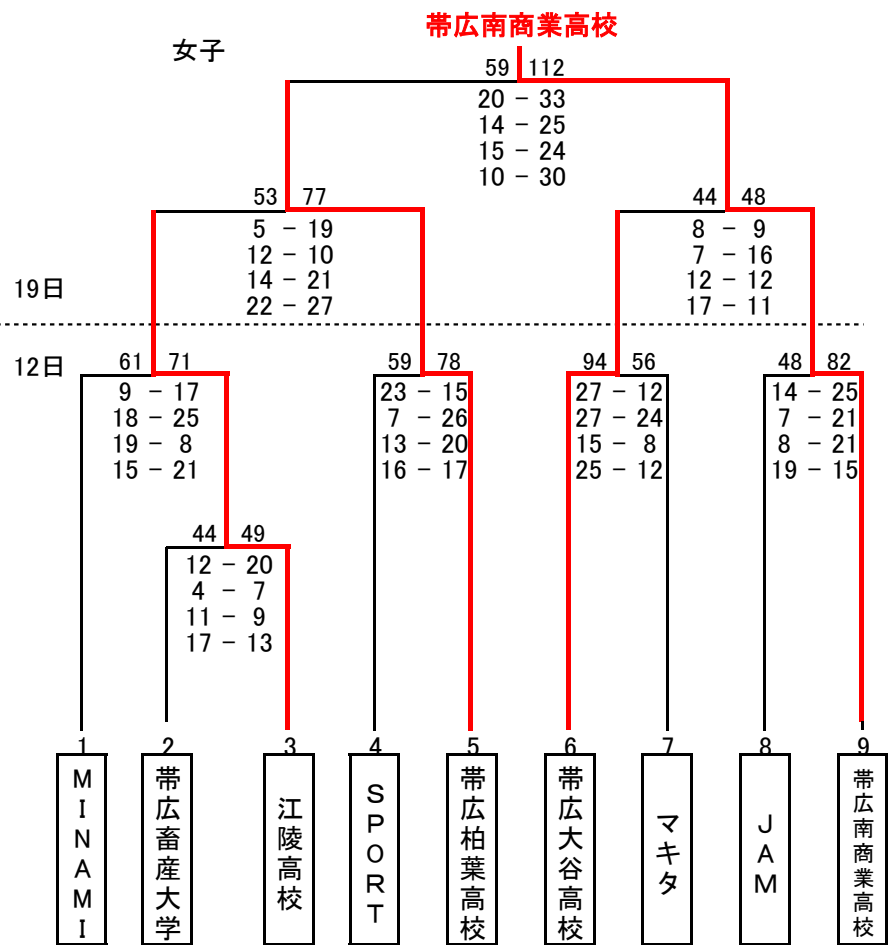 帯広南商業高校
女子
59 112
20 - 33
14 - 25
15 - 24
10 - 30
53 77
5 - 19
12 - 10
14 - 21
22 - 27
44 48
8 - 9
7 - 16
12 - 12
17 - 11
19日
12日
61 71
9 - 17
18 - 25
19 - 8
15 - 21
59 78
23 - 15
7 - 26
13 - 20
16 - 17
94 56
27 - 12
27 - 24
15 - 8
25 - 12
48 82
14 - 25
7 - 21
8 - 21
19 - 15
44 49
12 - 20
4 - 7
11 - 9
17 - 13
1
2
3
4
5
6
7
8
9
MINAMI
帯広畜産大学
江陵高校
SPORT
帯広柏葉高校
帯広大谷高校
マキタ
JAM
帯広南商業高校